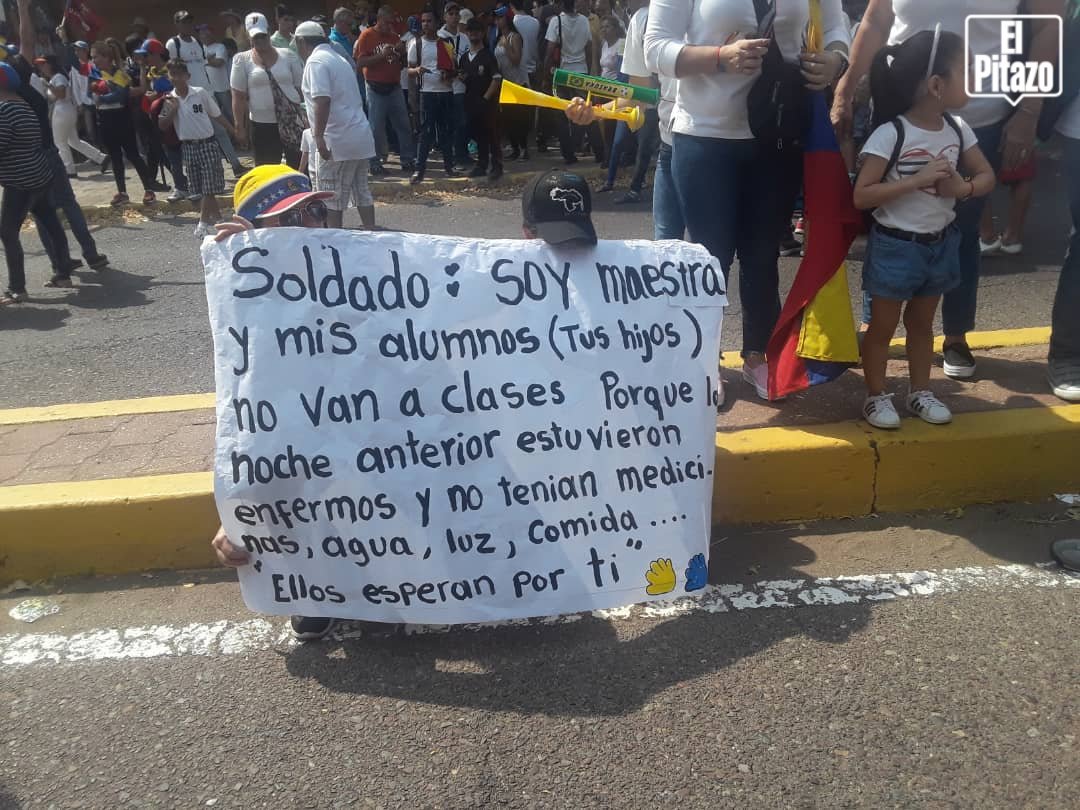 El
Pitazo
Soldado: SOY maestra
y mis alumnos (Tus hijos)
no van a clases Porque l
noche anterior estuvieron
enfermos y no tenian medici-
nas, agua, luz, comida ....
"Ellos esperan por ti"